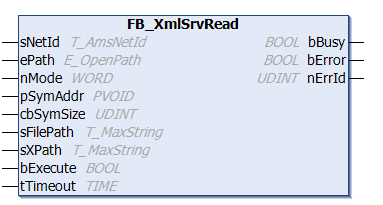 FB_XmlSrvRead
sNetId T_AmsNetId BOOL bBusy
ePath E_OpenPath BOOL bError
nMode WORD UDINT nErrId
pSymAddr PVOID
cbSymSize UDINT
sFilePath T_MaxString
sXPath T_MaxString
bExecute BOOL
tTimeout TIME